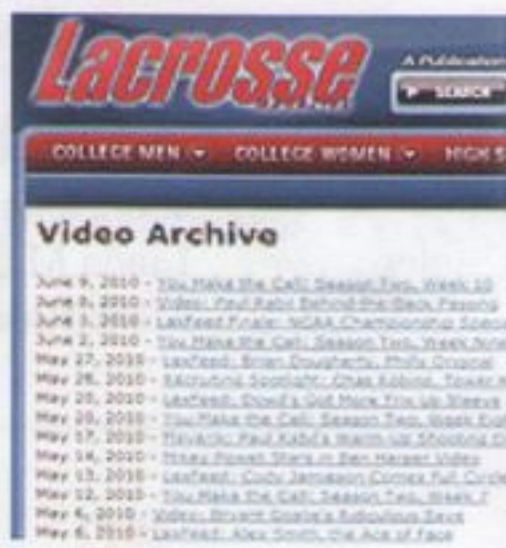 Lacrosse
A Publication
SEARCH
COLLEGE MEN COLLEGE WOMEN HIGH S
Video Archive
June 9, 2010 - You Make the Call: Season Two, Week 10
June 8, 2010 - Video: Paul Rabil Behind-the-Back Passing
June 3, 2010 - LaxFeed Finale: NCAA Championship Specia
June 2, 2010 - You Make the Call: Season Two, Week Nine
May 27, 2010 - LaxFeed: Brian Dougherty, Philly Original
May 26, 2010 - Recruiting Spotlight: Chas
May 20, 2010 - LaxFeed: Dowd's Got More Trix Up Sleeve
May 20, 2010 - You Make the Call: Season Two, Week Eigh
May 17, 2010 - Maverik: Paul Rabil's Warm-Up Shooting
May 14, 2010 - Mikey Powell Stars in Ben Harper Video
May 13, 2010 - LaxFeed: Cody Jamieson Comes Full Circle
May 12, 2010 - You Make the Call: Season Two, Week 7
May 6, 2010 - Video: Bryant Goalie's Ridiculous Save
May 6, 2010 - LaxFeed: Alex Smith, the Ace of Face